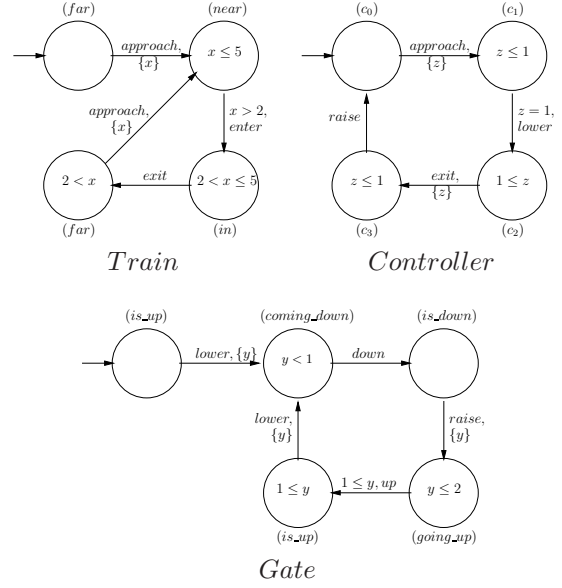 (far)
(near)
approach,
{x}
x ≤ 5
approach,
{x}
x > 2,
enter
2 < x
exit
2 < x ≤ 5
(far)
(in)
Train
(c₀)
(c₁)
approach,
{z}
z ≤ 1
raise
z = 1,
lower
z ≤ 1
exit,
{z}
1 ≤ z
(c₃)
(c₂)
Controller
(is_up)
(coming_down)
(is_down)
lower, {y}
y < 1
down
lower,
{y}
raise,
{y}
1 ≤ y
1 ≤ y, up
y ≤ 2
(is_up)
(going_up)
Gate